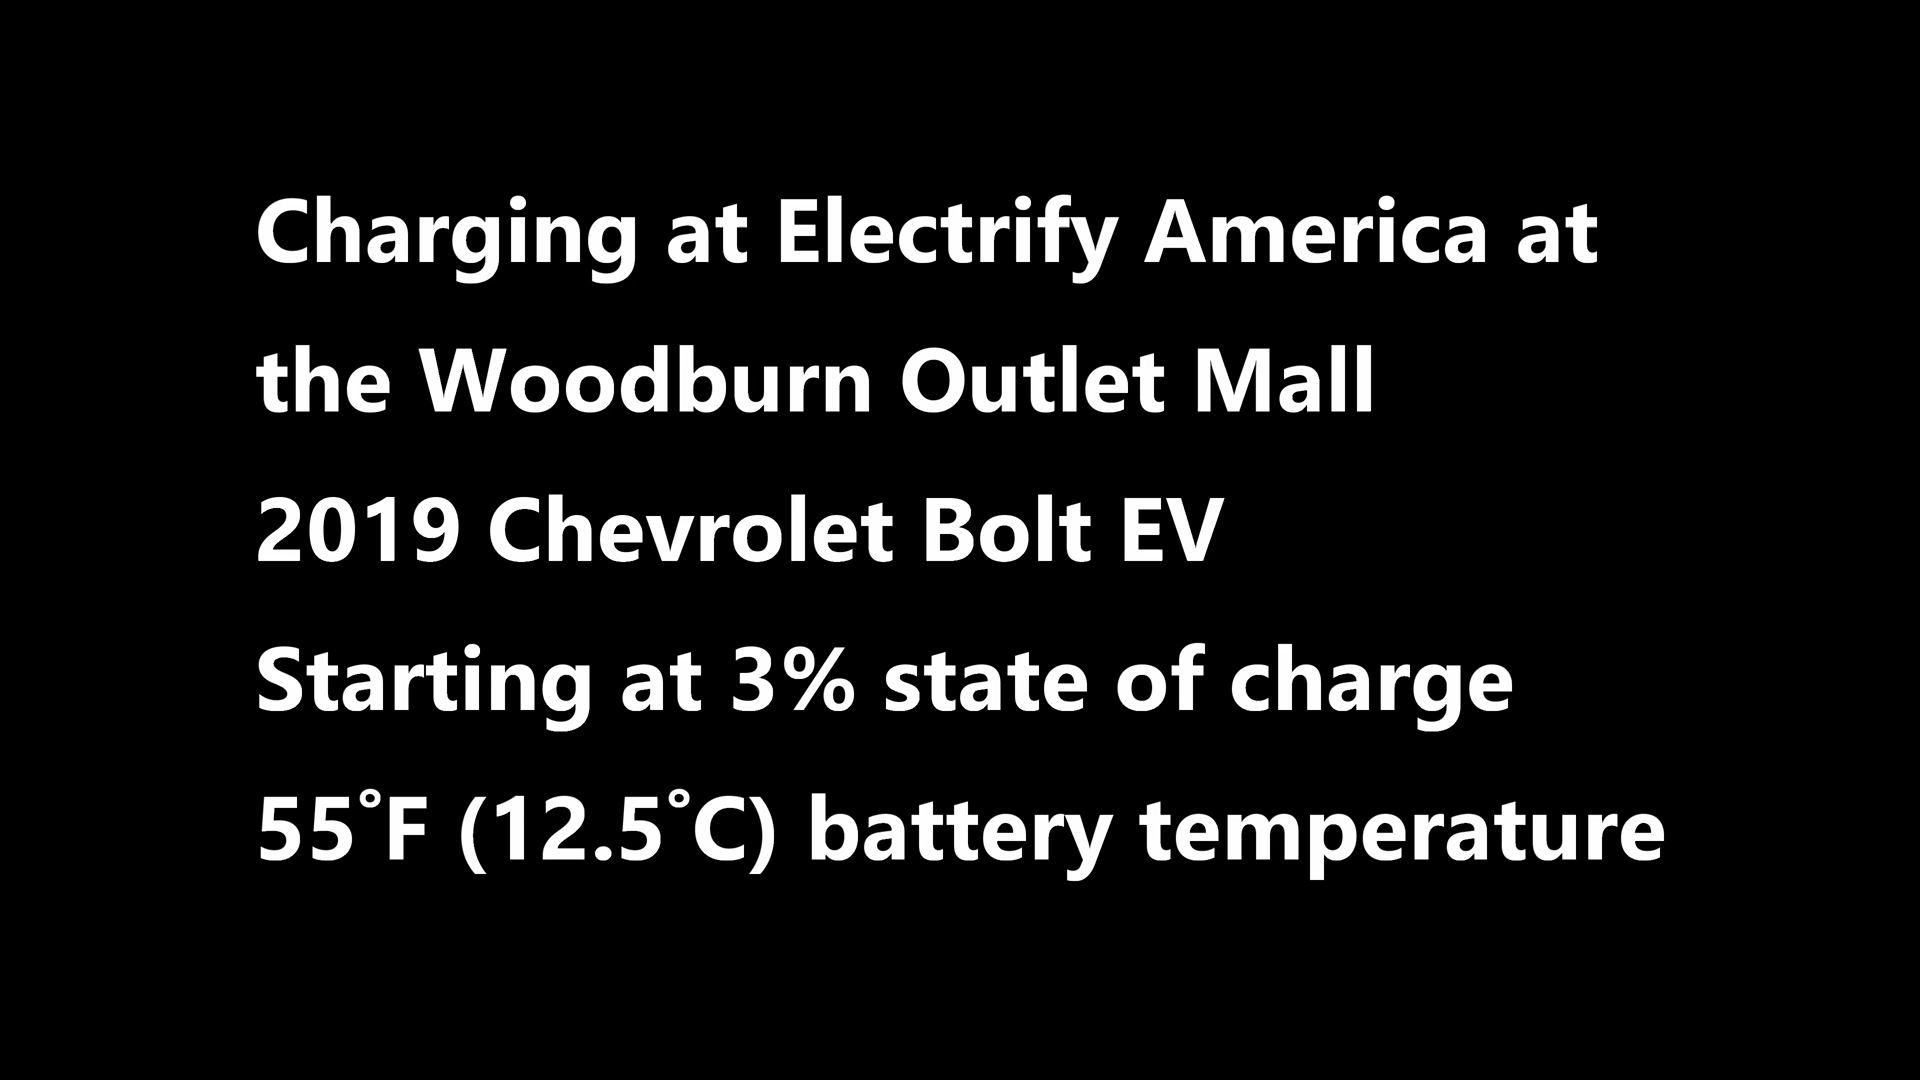 Charging at Electrify America at
the Woodburn Outlet Mall
2019 Chevrolet Bolt EV
Starting at 3% state of charge
55°F (12.5°C) battery temperature